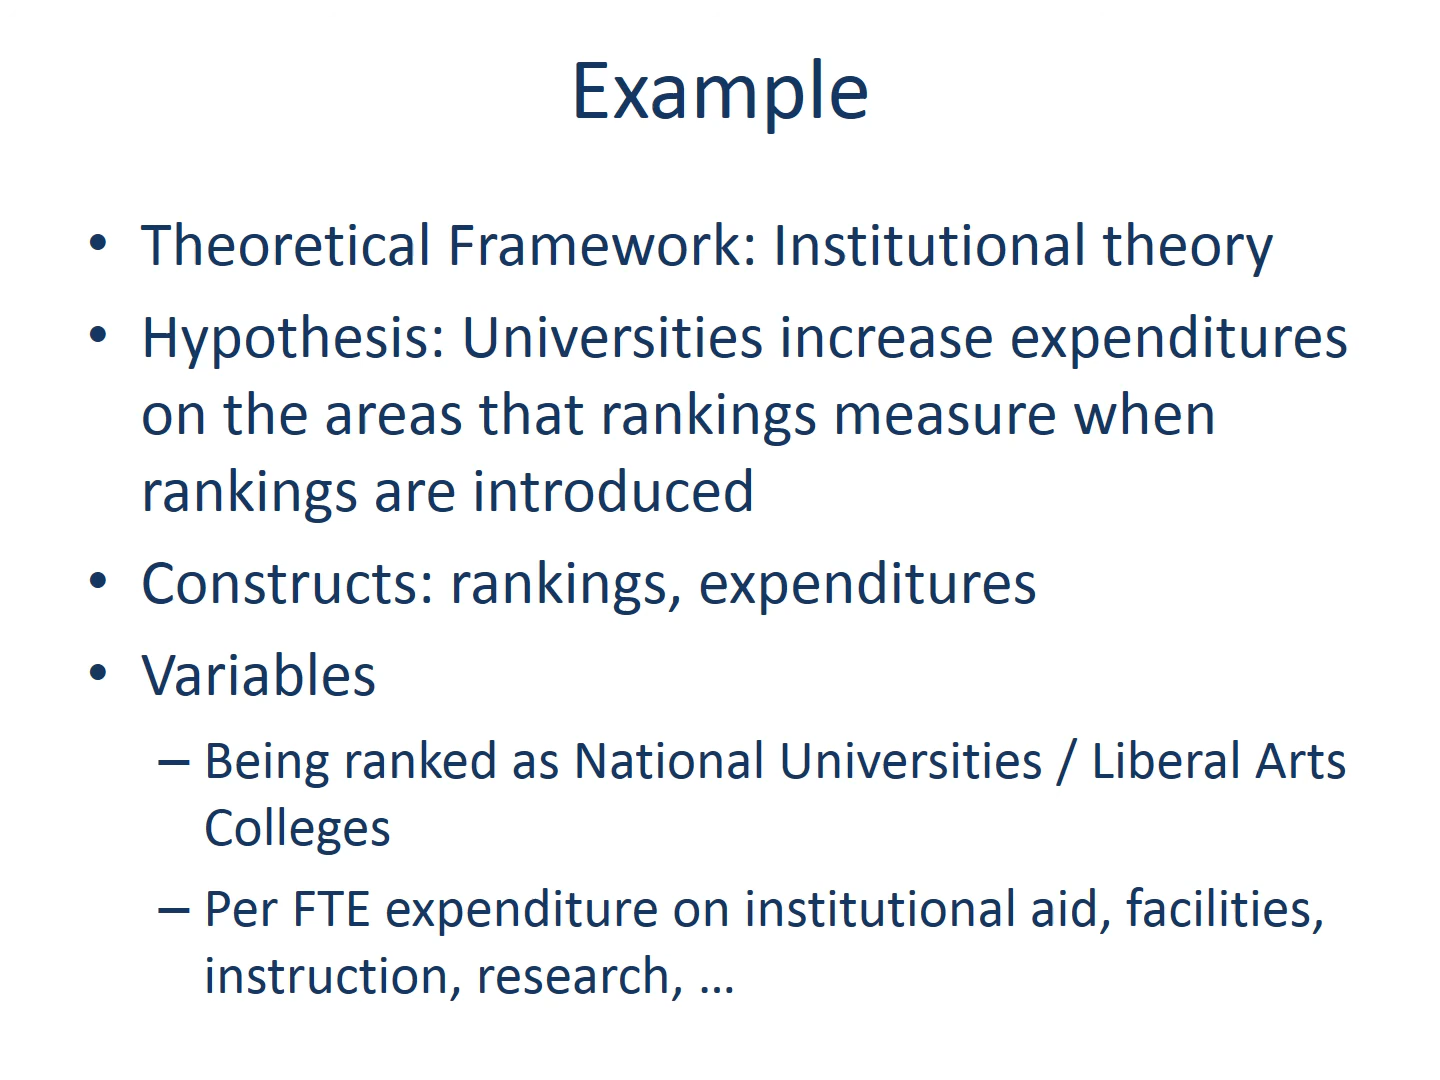 Example
• Theoretical Framework: Institutional theory
• Hypothesis: Universities increase expenditures
on the areas that rankings measure when
rankings are introduced
• Constructs: rankings, expenditures
• Variables
– Being ranked as National Universities / Liberal Arts
Colleges
– Per FTE expenditure on institutional aid, facilities,
instruction, research, ...